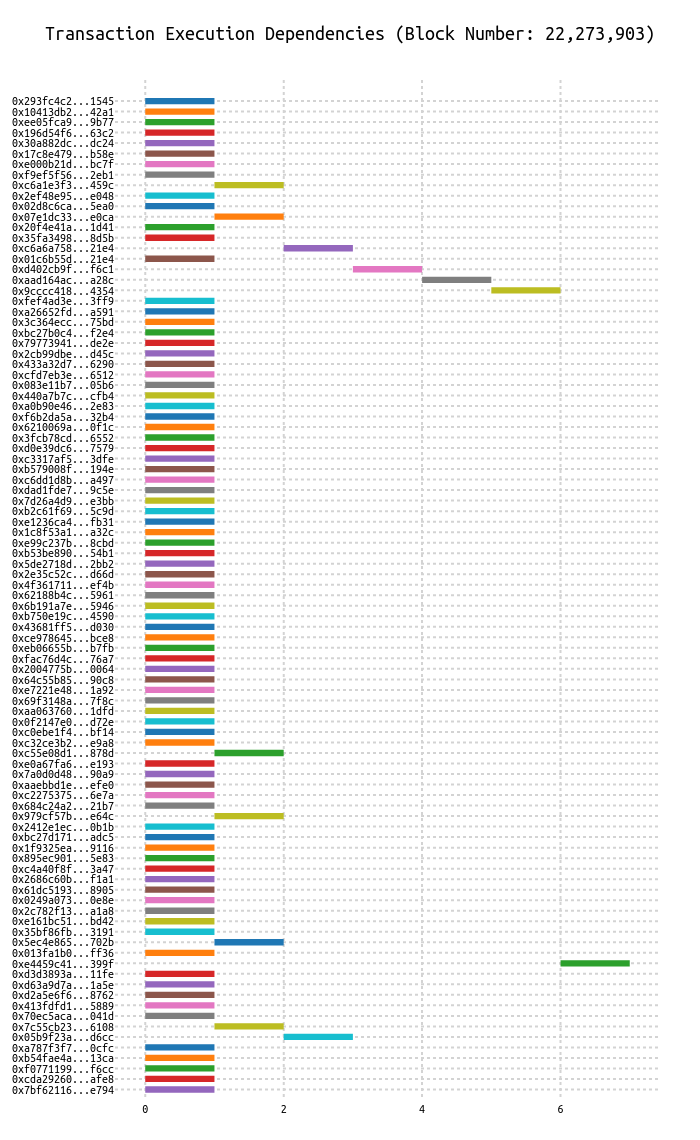 Transaction Execution Dependencies (Block Number: 22,273,903)
0x293fc4c2...1545
0x10413db2...42a1
0xee05fca9...9b77
0x196d54f6...63c2
0x30a882dc...dc24
0x17c8e479...b58e
0xe000b21d...bc7f
0xf9ef5f56...2eb1
0xc6a1e3f3...459c
0x2ef48e95...e048
0x02d8c6ca...5ea0
0x07e1dc33...e0ca
0x20f4e41a...1d41
0x35fa3498...8d5b
0xc6a6a758...21e4
0x01c6b55d...21e4
0xd402cb9f...f6c1
0xaad164ac...a28c
0x9cccc418...4354
0xfef4ad3e...3ff9
0xa26652fd...a591
0x3c364ecc...75bd
0xbc27b0c4...f2e4
0x79773941...de2e
0x2cb99dbe...d45c
0x433a32d7...6290
0xcfd7eb3e...6512
0x083e11b7...05b6
0x440a7b7c...cfb4
0xa0b90e46...2e83
0xf6b2da5a...32b4
0x6210069a...0f1c
0x3fcb78cd...6552
0xd0e39dc6...7579
0xc3317af5...3dfe
0xb579008f...194e
0xc6dd1d8b...a497
0xdad1fde7...9c5e
0x7d26a4d9...e3bb
0xb2c61f69...5c9d
0xe1236ca4...fb31
0x1c8f53a1...a32c
0xe99c237b...8cbd
0xb53be890...54b1
0x5de2718d...2bb2
0x2e35c52c...d66d
0x4f361711...ef4b
0x62188b4c...5961
0x6b191a7e...5946
0xb750e19c...4590
0x43681ff5...d030
0xce978645...bce8
0xeb06655b...b7fb
0xfac76d4c...76a7
0x2004775b...0064
0x64c55b85...90c8
0xe7221e48...1a92
0x69f3148a...7f8c
0xaa063760...1dfd
0x0f2147e0...d72e
0xc0ebe1f4...bf14
0xc32ce3b2...e9a8
0xc55e08d1...878d
0xe0a67fa6...e193
0x7a0d0d48...90a9
0xaaebbd1e...efe0
0xc2275375...6e7a
0x684c24a2...21b7
0x979cf57b...e64c
0x2412e1ec...0b1b
0xbc27d171...adc5
0x1f9325ea...9116
0x895ec901...5e83
0xc4a40f8f...3a47
0x2686c60b...f1a1
0x61dc5193...8905
0x0249a073...0e8e
0x2c782f13...a1a8
0xe161bc51...bd42
0x35bf86fb...3191
0x5ec4e865...702b
0x013fa1b0...ff36
0xe4459c41...399f
0xd3d3893a...11fe
0xd63a9d7a...1a5e
0xd2a5e6f6...8762
0x413fdfd1...5889
0x70ec5aca...041d
0x7c55cb23...6108
0x05b9f23a...d6cc
0xa787f3f7...0cfc
0xb54fae4a...13ca
0xf0771199...f6cc
0xcda29260...afe8
0x7bf62116...e794
0 2 4 6